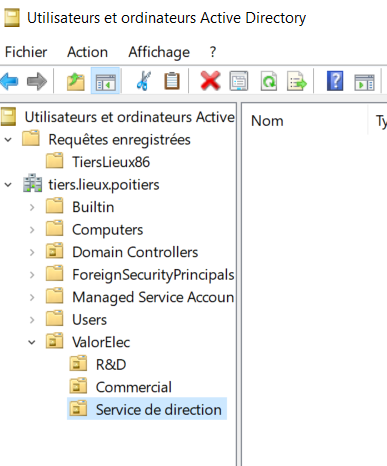 Utilisateurs et ordinateurs Active Directory
Fichier Action Affichage ?
Utilisateurs et ordinateurs Active
Nom
Requêtes enregistrées
TiersLieux86
tiers.lieux.poitiers
Builtin
Computers
Domain Controllers
ForeignSecurityPrincipals
Managed Service Accoun
Users
ValorElec
R&D
Commercial
Service de direction